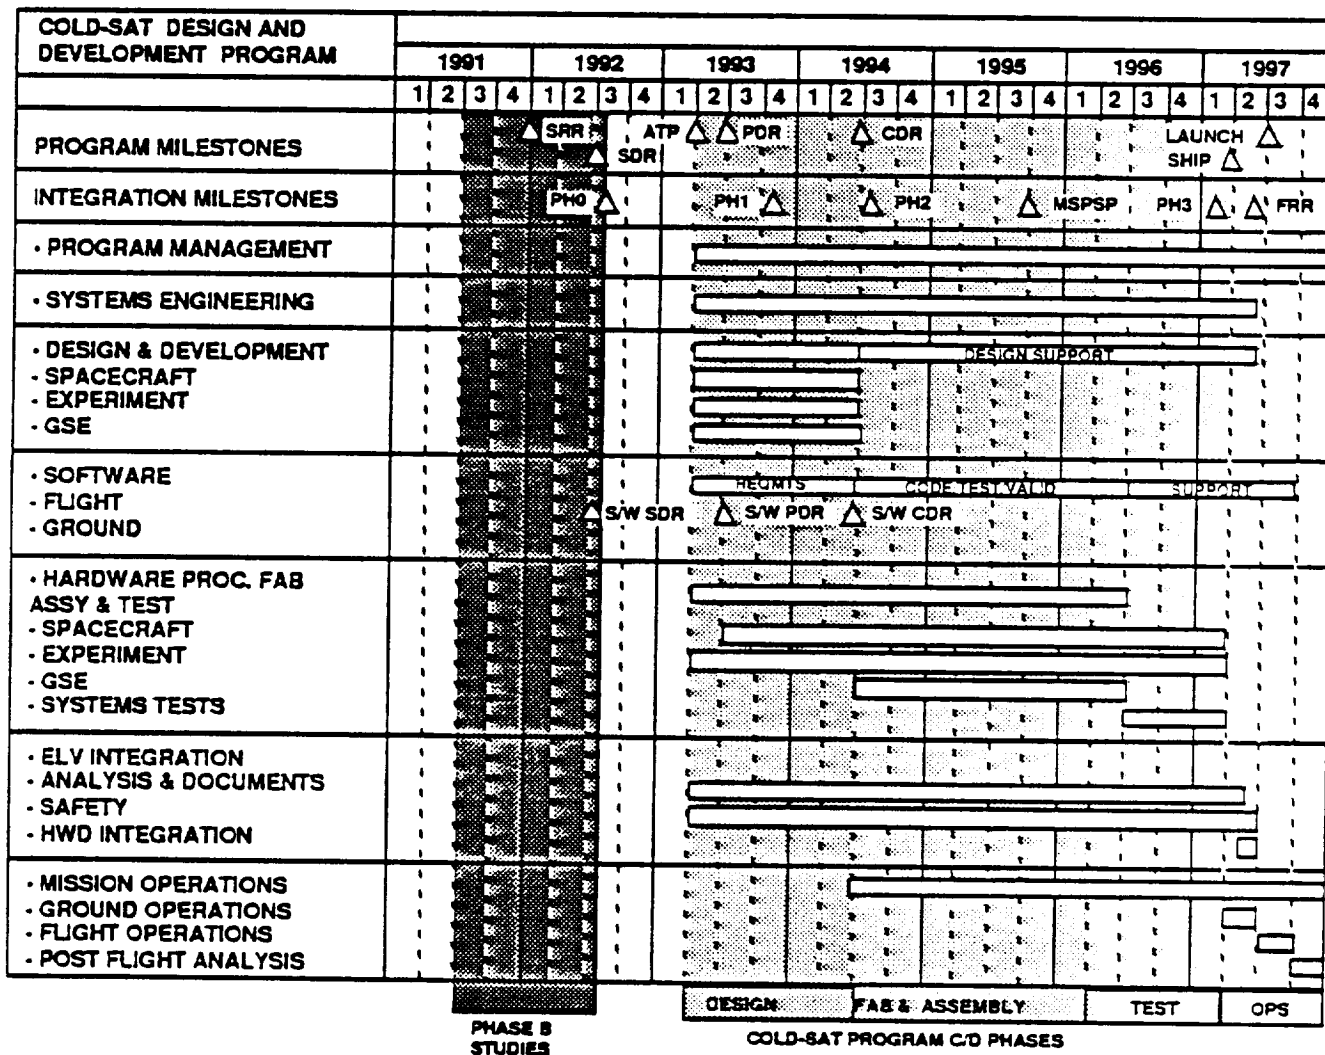 COLD-SAT DESIGN AND
DEVELOPMENT PROGRAM
1991 1992 1993 1994 1995 1996 1997
1 2 3 4 1 2 3 4 1 2 3 4 1 2 3 4 1 2 3 4 1 2 3 4 1 2 3 4
PROGRAM MILESTONES
SRR ATP PDR CDR LAUNCH
SDR SHIP
INTEGRATION MILESTONES PH0 PH1 PH2 MSPSP PH3 FRR
· PROGRAM MANAGEMENT
· SYSTEMS ENGINEERING
· DESIGN & DEVELOPMENT DESIGN SUPPORT
- SPACECRAFT
- EXPERIMENT
- GSE
· SOFTWARE REQMTS CODE TEST VALID SUPPORT
- FLIGHT
- GROUND
S/W SDR S/W PDR S/W CDR
· HARDWARE PROC. FAB
ASSY & TEST
- SPACECRAFT
- EXPERIMENT
- GSE
- SYSTEMS TESTS
· ELV INTEGRATION
- ANALYSIS & DOCUMENTS
- SAFETY
- HWD INTEGRATION
· MISSION OPERATIONS
- GROUND OPERATIONS
- FLIGHT OPERATIONS
- POST FLIGHT ANALYSIS
DESIGN FAB & ASSEMBLY TEST OPS
PHASE B
STUDIES
COLD-SAT PROGRAM C/D PHASES